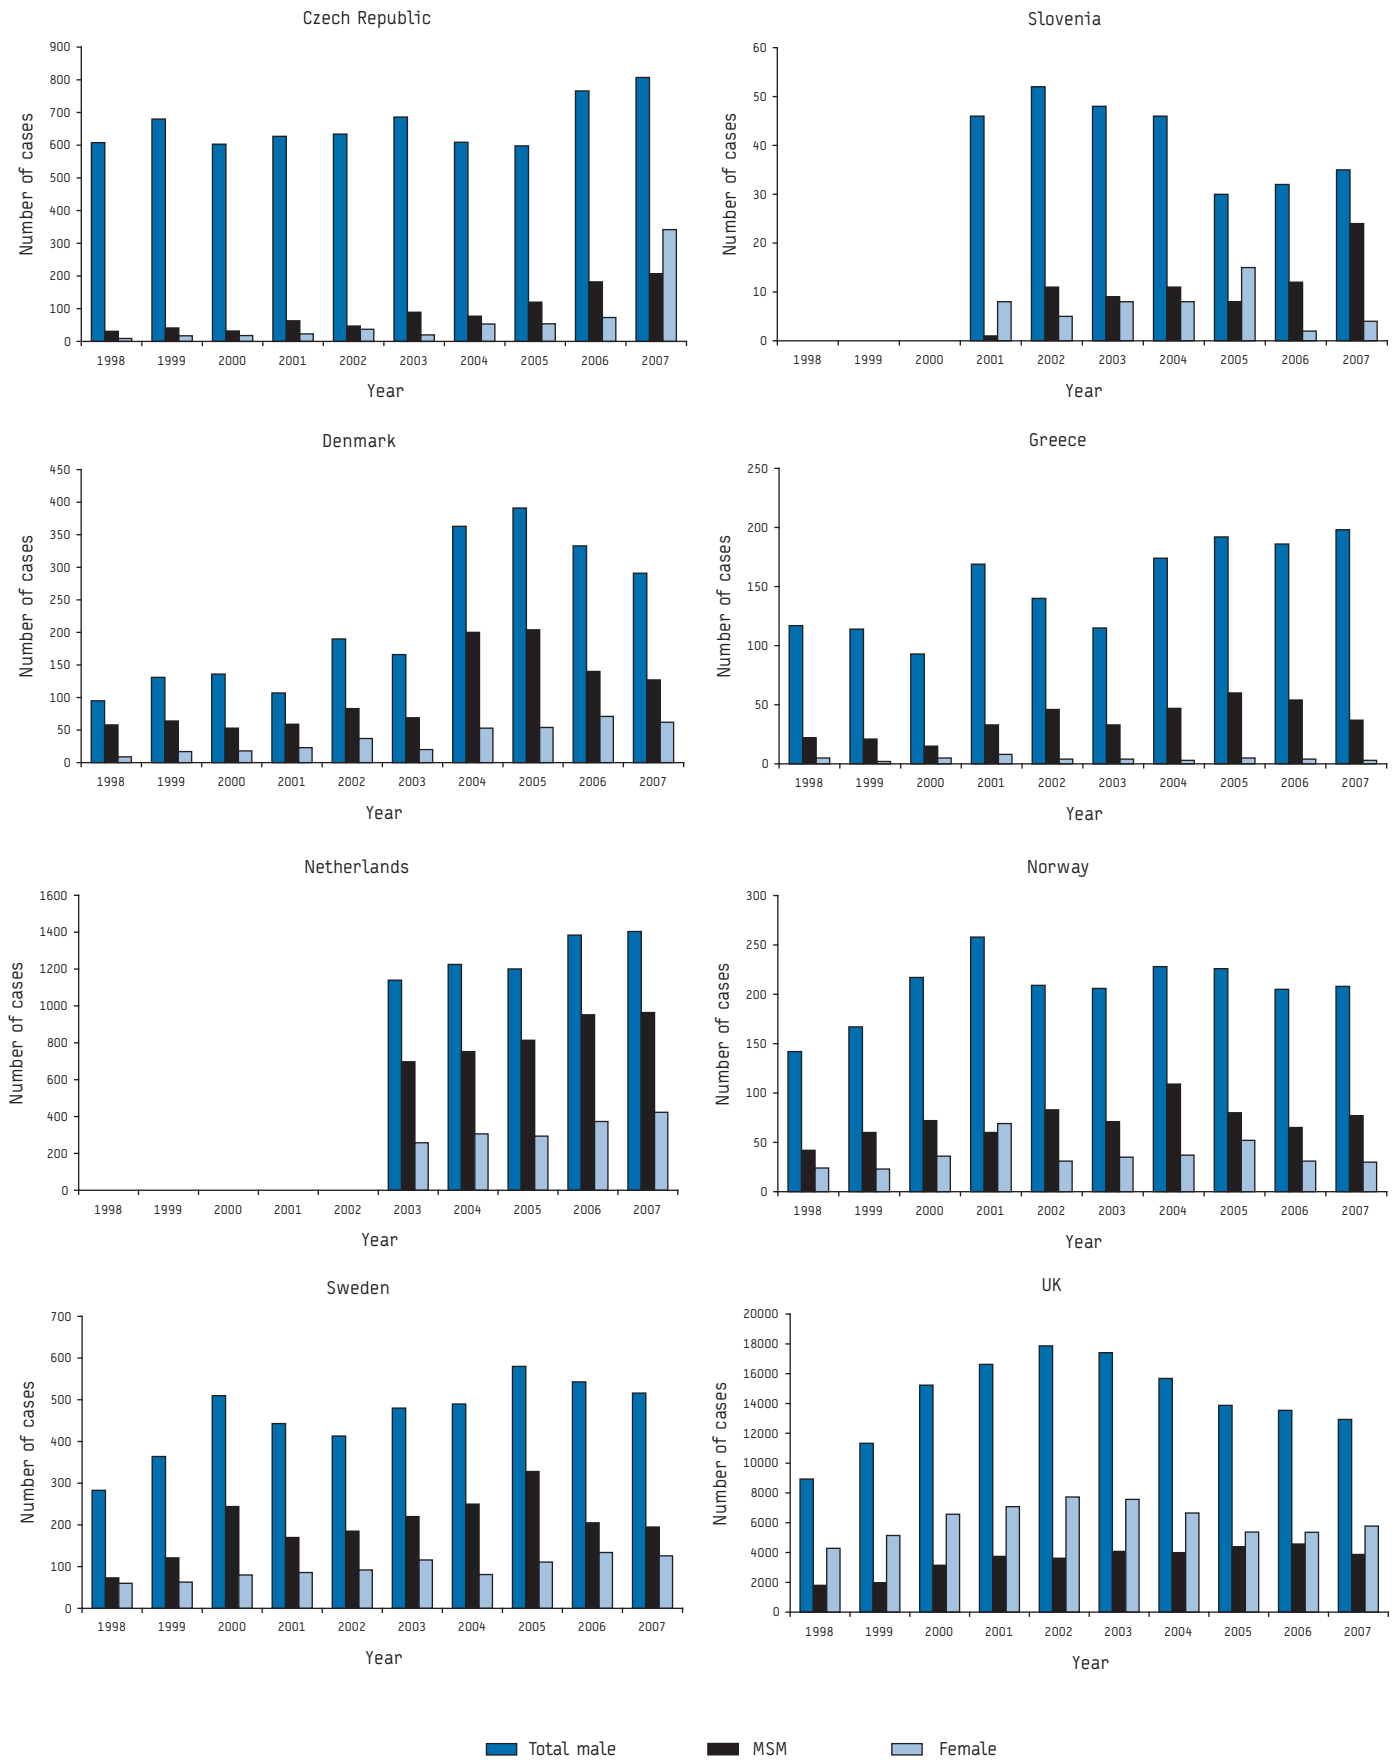 Czech Republic
Number of cases
900
800
700
600
500
400
300
200
100
0
1998 1999 2000 2001 2002 2003 2004 2005 2006 2007
Year
Slovenia
Number of cases
60
50
40
30
20
10
0
1998 1999 2000 2001 2002 2003 2004 2005 2006 2007
Year
Denmark
Number of cases
450
400
350
300
250
200
150
100
50
0
1998 1999 2000 2001 2002 2003 2004 2005 2006 2007
Year
Greece
Number of cases
250
200
150
100
50
0
1998 1999 2000 2001 2002 2003 2004 2005 2006 2007
Year
Netherlands
Number of cases
1600
1400
1200
1000
800
600
400
200
0
1998 1999 2000 2001 2002 2003 2004 2005 2006 2007
Year
Norway
Number of cases
300
250
200
150
100
50
0
1998 1999 2000 2001 2002 2003 2004 2005 2006 2007
Year
Sweden
Number of cases
700
600
500
400
300
200
100
0
1998 1999 2000 2001 2002 2003 2004 2005 2006 2007
Year
UK
Number of cases
20000
18000
16000
14000
12000
10000
8000
6000
4000
2000
0
1998 1999 2000 2001 2002 2003 2004 2005 2006 2007
Year
Total male MSM Female